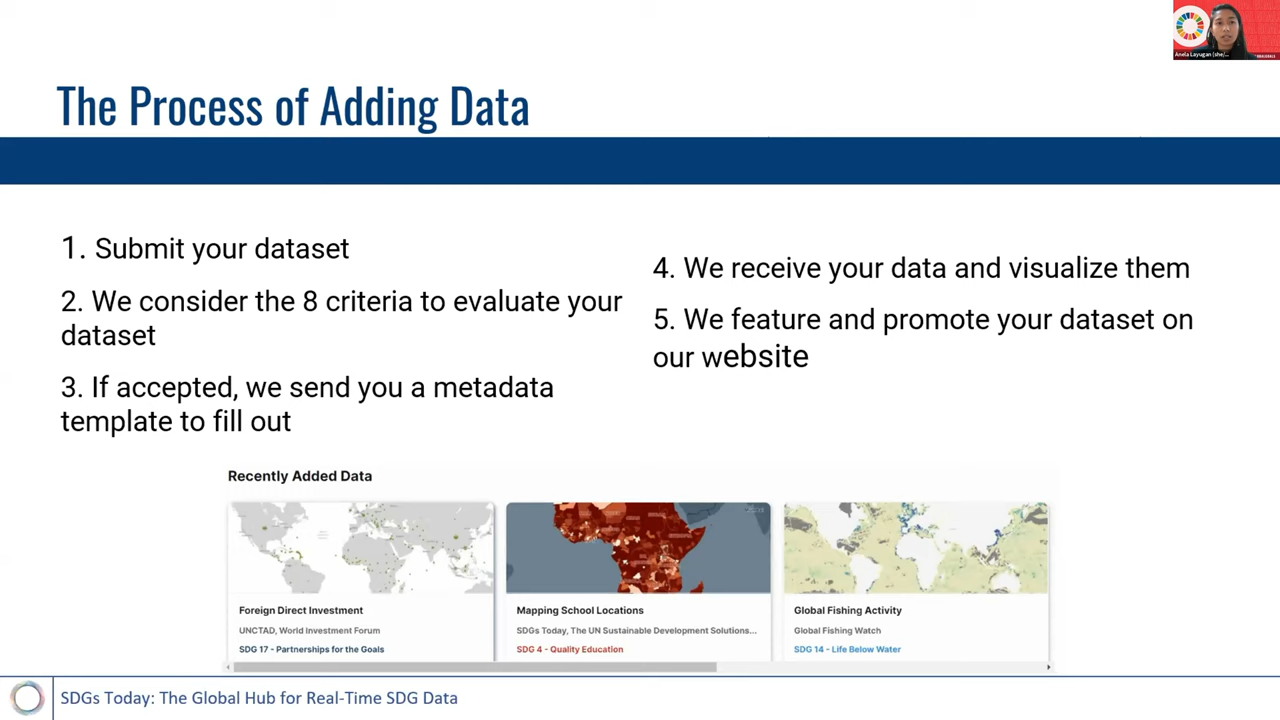 Anela Layugan (she/...
The Process of Adding Data
1. Submit your dataset
2. We consider the 8 criteria to evaluate your
dataset
3. If accepted, we send you a metadata
template to fill out
4. We receive your data and visualize them
5. We feature and promote your dataset on
our website
Recently Added Data
Foreign Direct Investment
UNCTAD, World Investment Forum
SDG 17 - Partnerships for the Goals
Mapping School Locations
SDGs Today, The UN Sustainable Development Solutions...
SDG 4 - Quality Education
Global Fishing Activity
Global Fishing Watch
SDG 14 - Life Below Water
SDGs Today: The Global Hub for Real-Time SDG Data